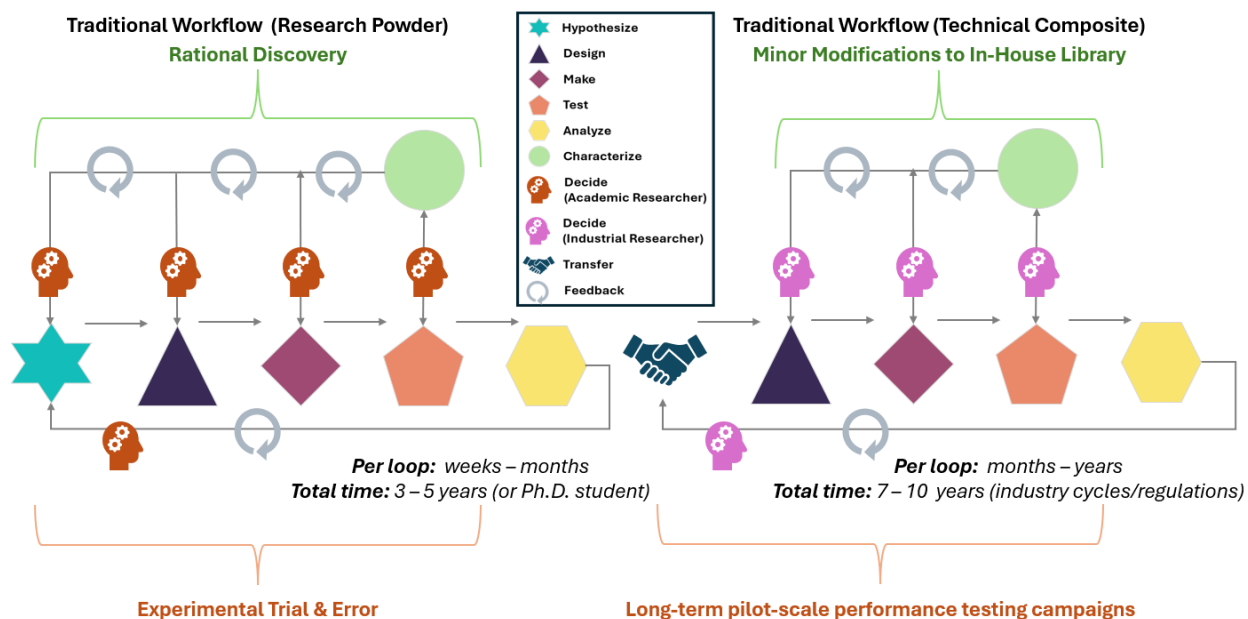 Traditional Workflow (Research Powder)
Rational Discovery
Hypothesize
Design
Make
Test
Analyze
Characterize
Decide
(Academic Researcher)
Decide
(Industrial Researcher)
Transfer
Feedback
Traditional Workflow (Technical Composite)
Minor Modifications to In-House Library
Per loop: weeks – months
Total time: 3 – 5 years (or Ph.D. student)
Per loop: months – years
Total time: 7 – 10 years (industry cycles/regulations)
Experimental Trial & Error
Long-term pilot-scale performance testing campaigns